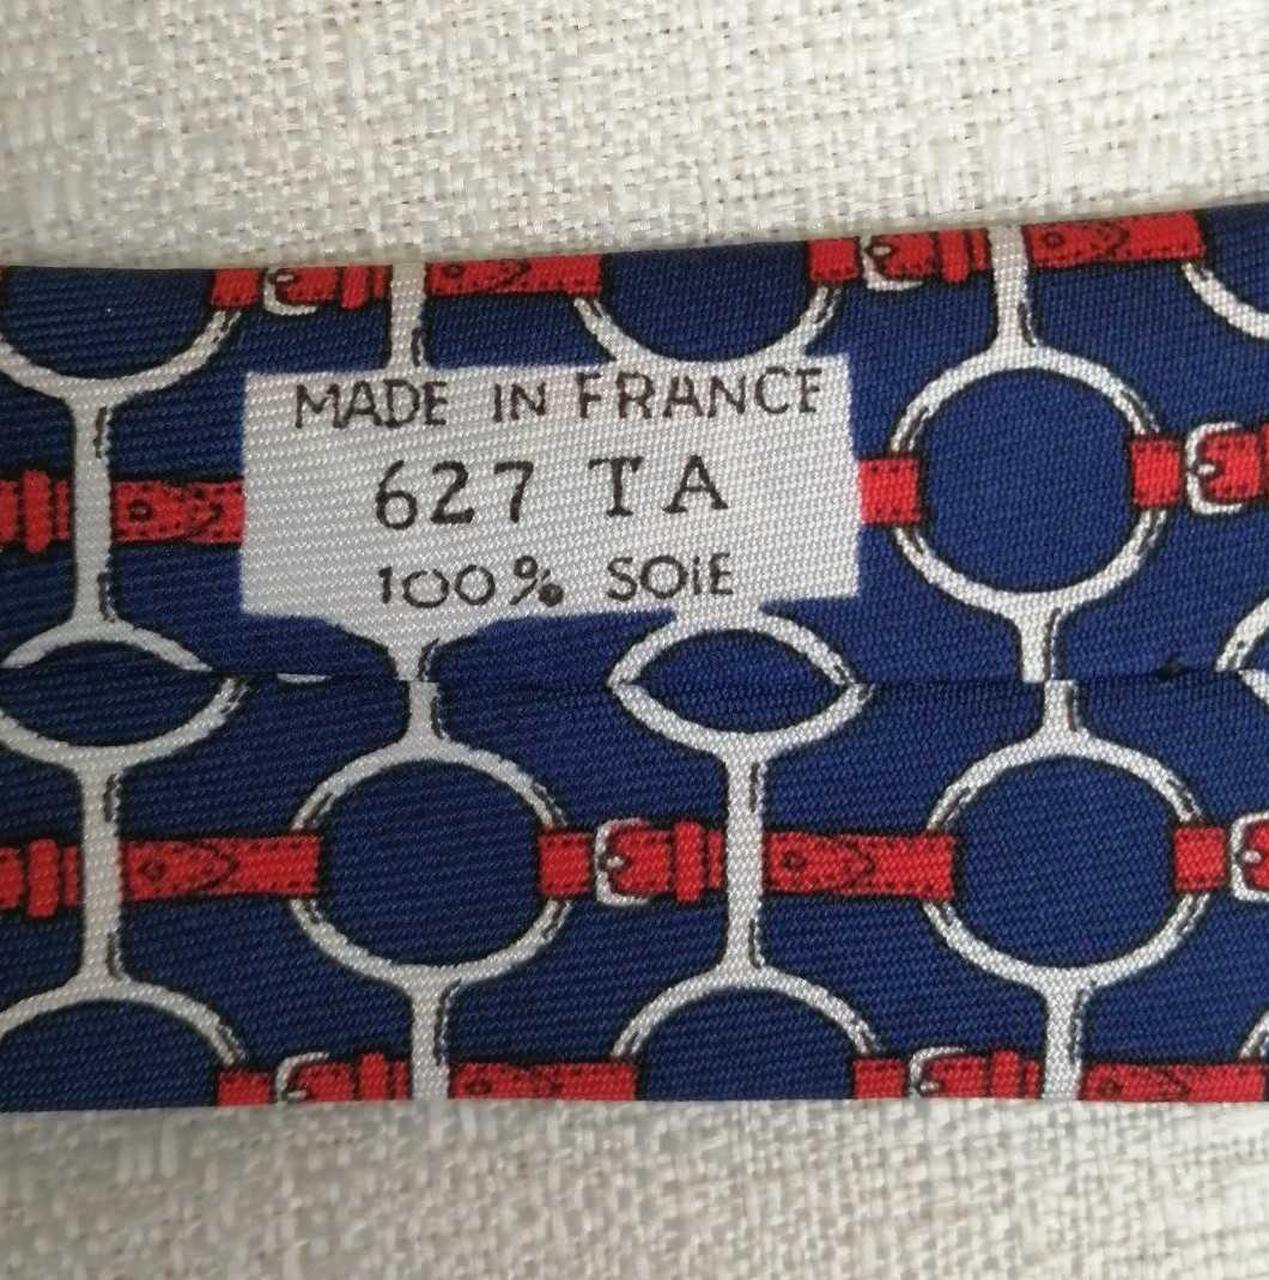 MADE IN FRANCE
627 TA
100% SOIE